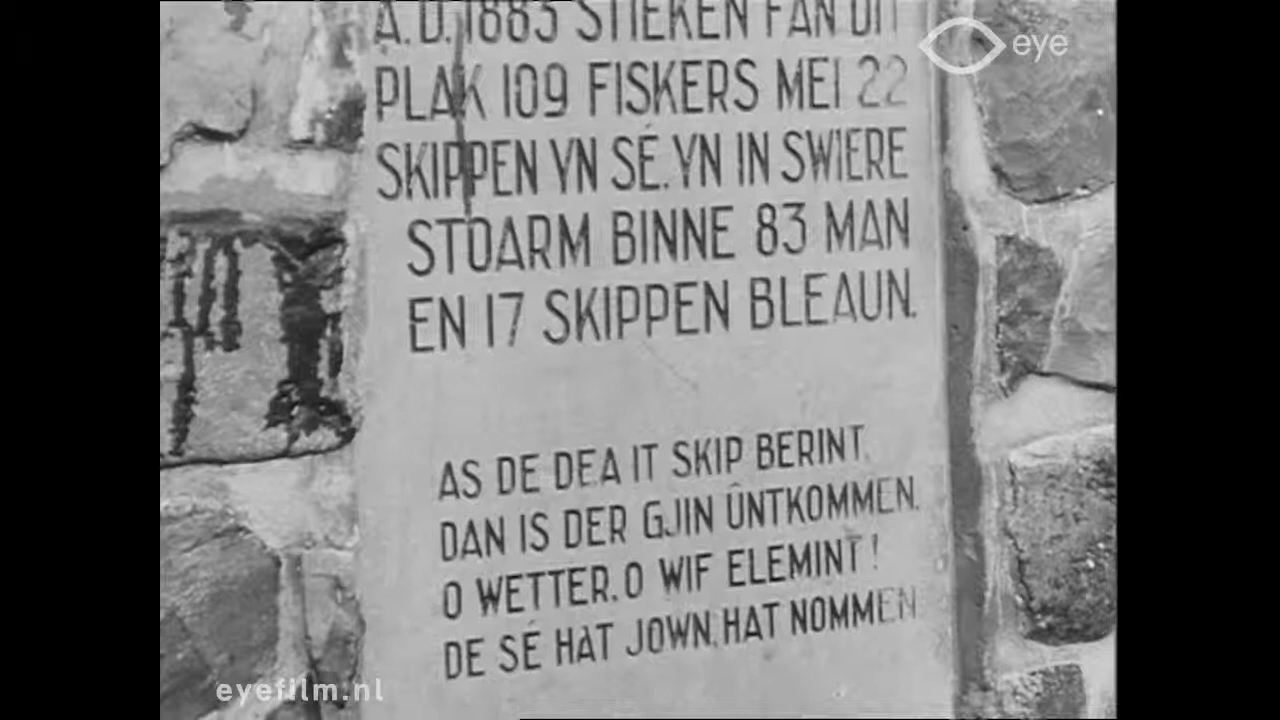 A.D. 1883 STIEKEN FAN DIT
PLAK 109 FISKERS MEI 22
SKIPPEN YN SÉ. YN IN SWIERE
STOARM BINNE 83 MAN
EN 17 SKIPPEN BLEAUN.
AS DE DEA IT SKIP BERINT,
DAN IS DER GJIN ÛNTKOMMEN.
O WETTER, O WIF ELEMINT!
DE SÉ HAT JOWN, HAT NOMMEN
eye
eyefilm.nl